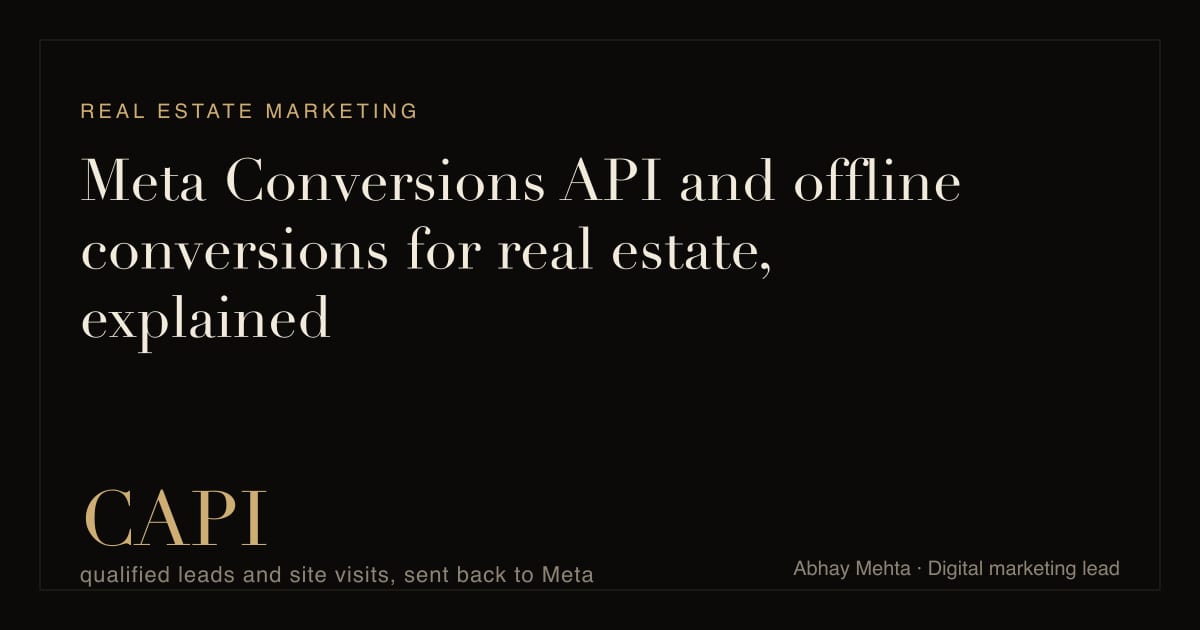 REAL ESTATE MARKETING
Meta Conversions API and offline
conversions for real estate,
explained
CAPI
qualified leads and site visits, sent back to Meta
Abhay Mehta · Digital marketing lead